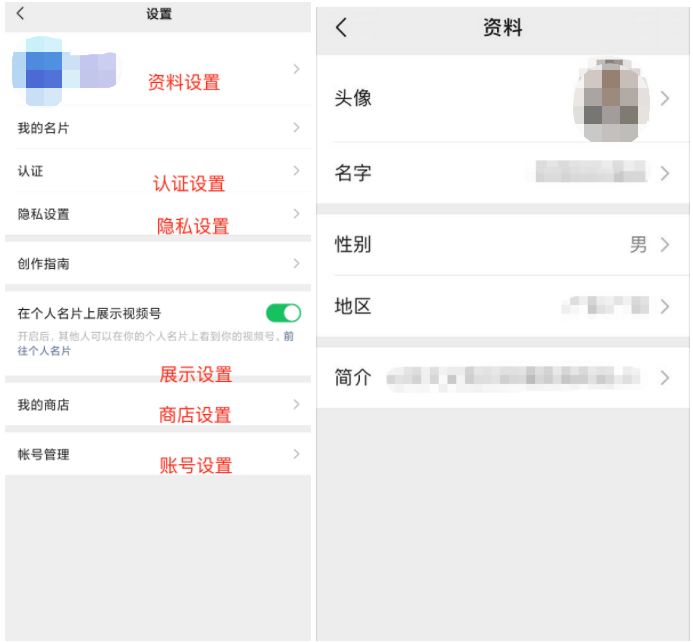 设置
资料设置
我的名片
认证
认证设置
隐私设置
隐私设置
创作指南
在个人名片上展示视频号
开启后，其他人可以在你的个人名片上看到你的视频号。前
往个人名片
展示设置
我的商店
商店设置
帐号管理
账号设置
资料
头像
名字
性别
男
地区
简介